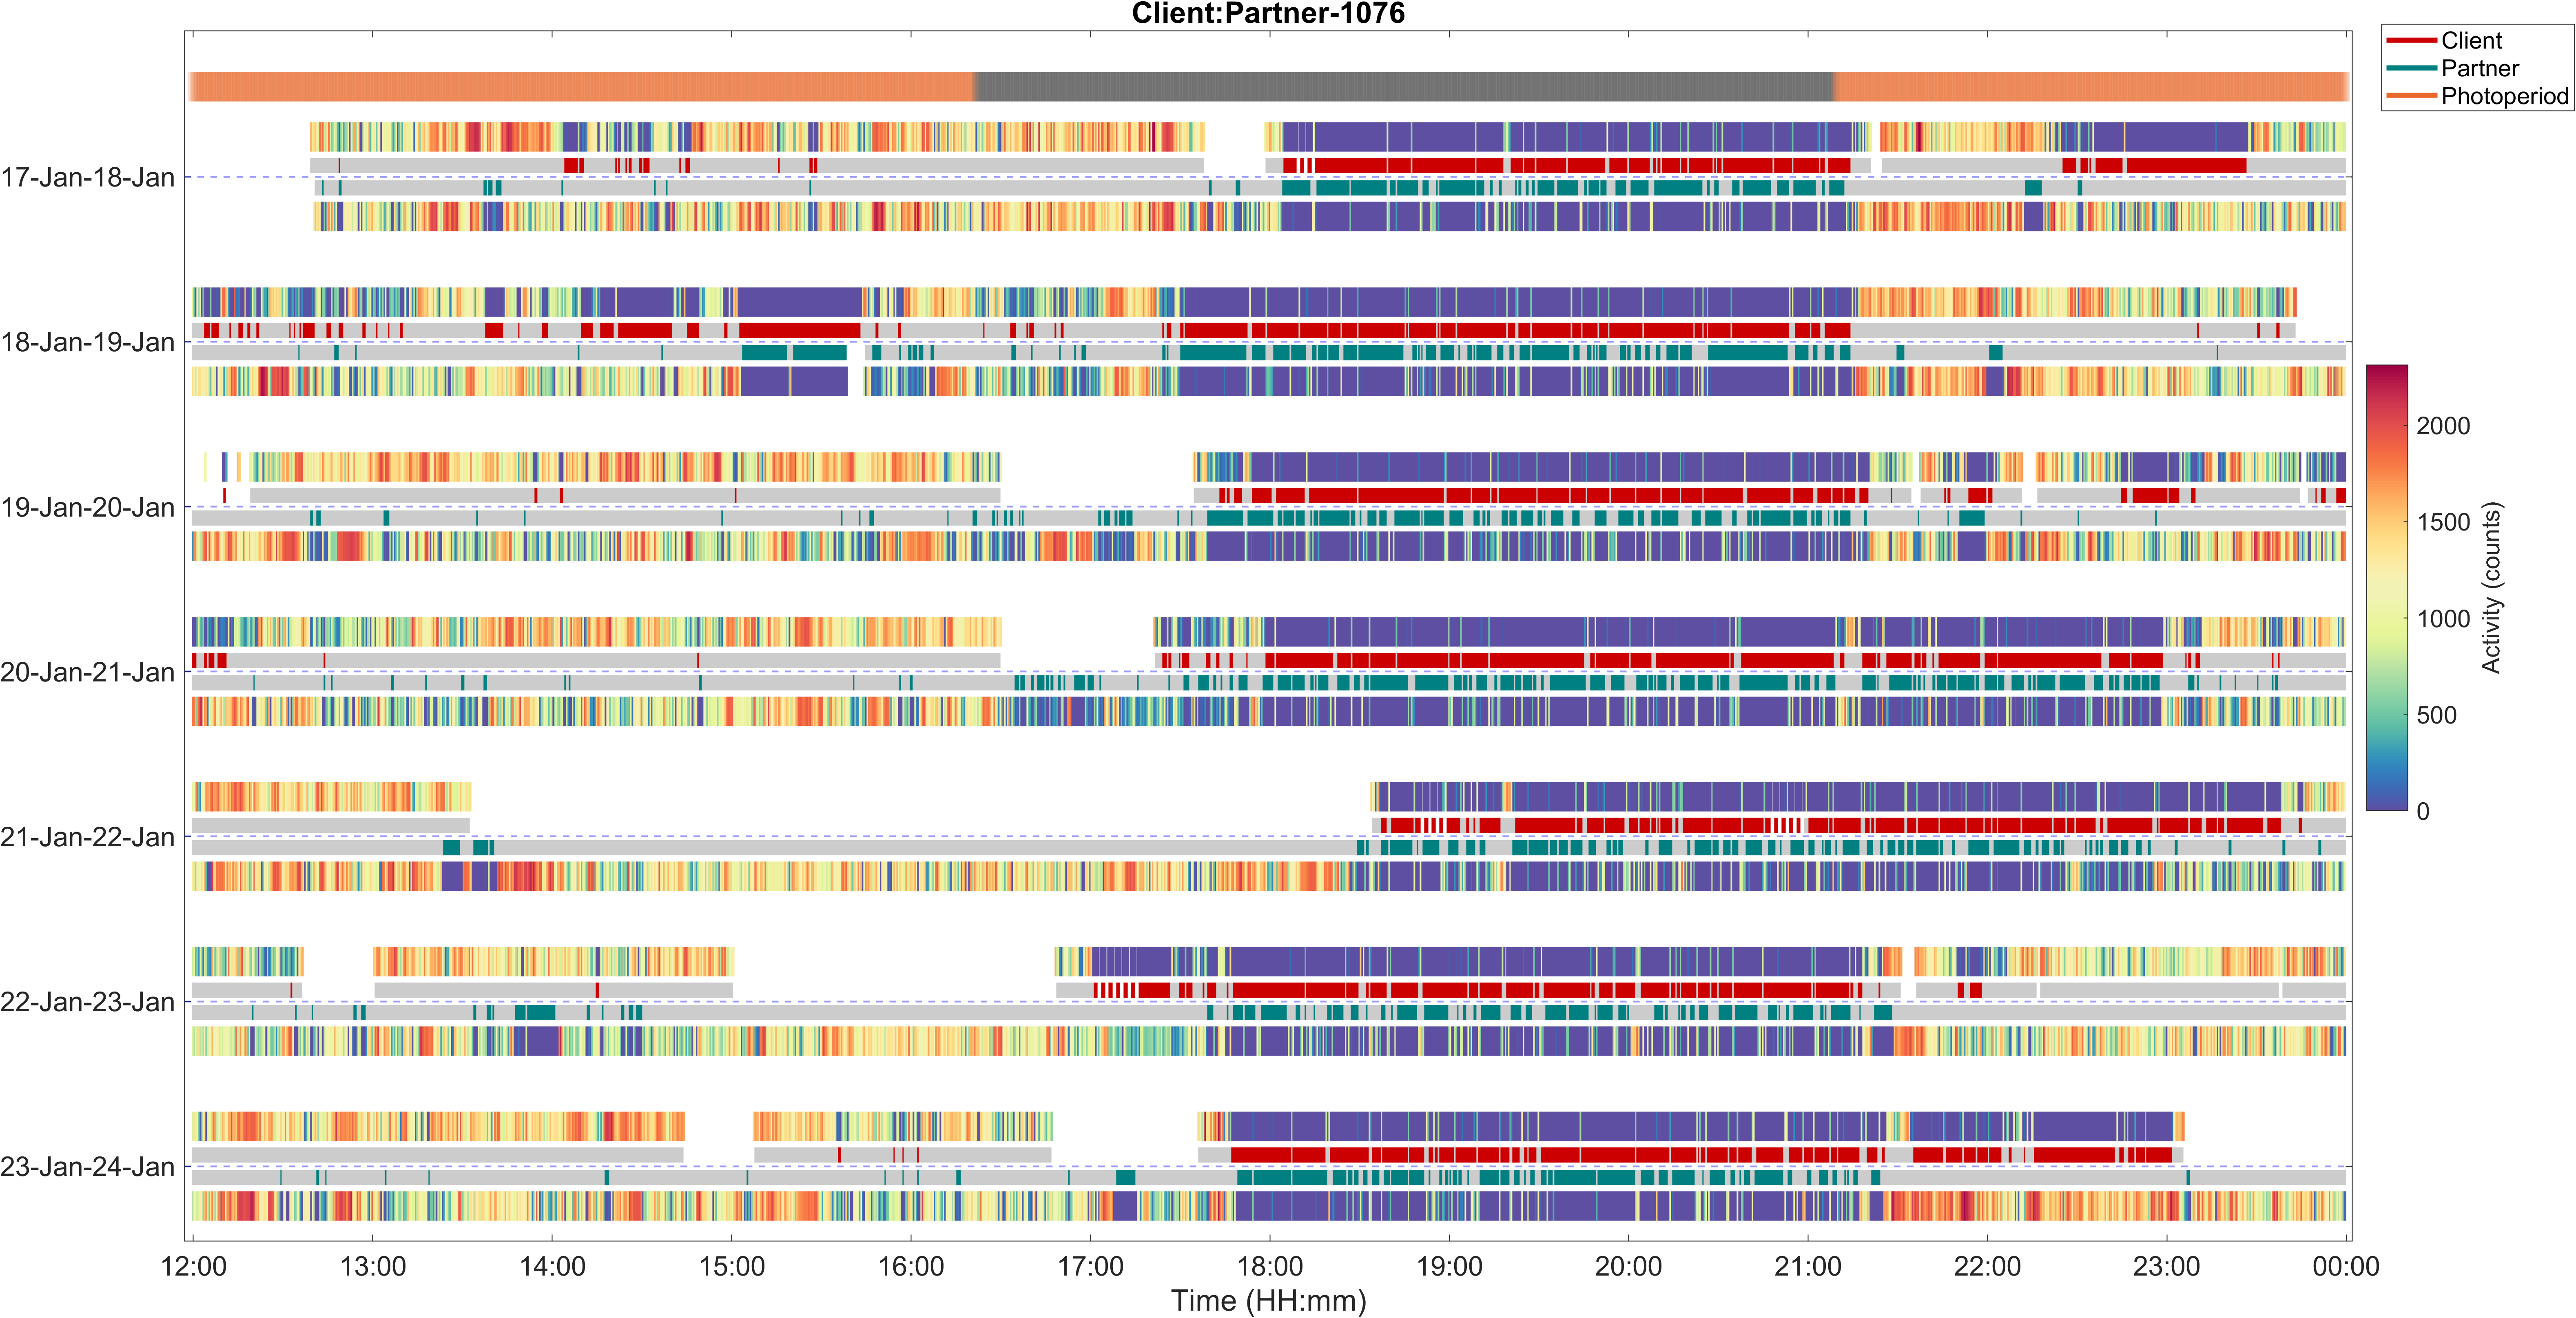 Client:Partner-1076
Client
Partner
Photoperiod
17-Jan-18-Jan
18-Jan-19-Jan
19-Jan-20-Jan
20-Jan-21-Jan
21-Jan-22-Jan
22-Jan-23-Jan
23-Jan-24-Jan
2000
1500
1000
500
0
Activity (counts)
12:00 13:00 14:00 15:00 16:00 17:00 18:00 19:00 20:00 21:00 22:00 23:00 00:00
Time (HH:mm)